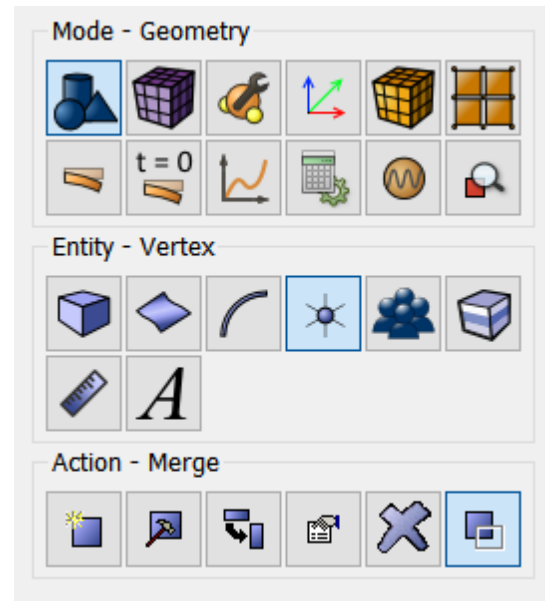 Mode - Geometry
t = 0
Entity - Vertex
A
Action - Merge